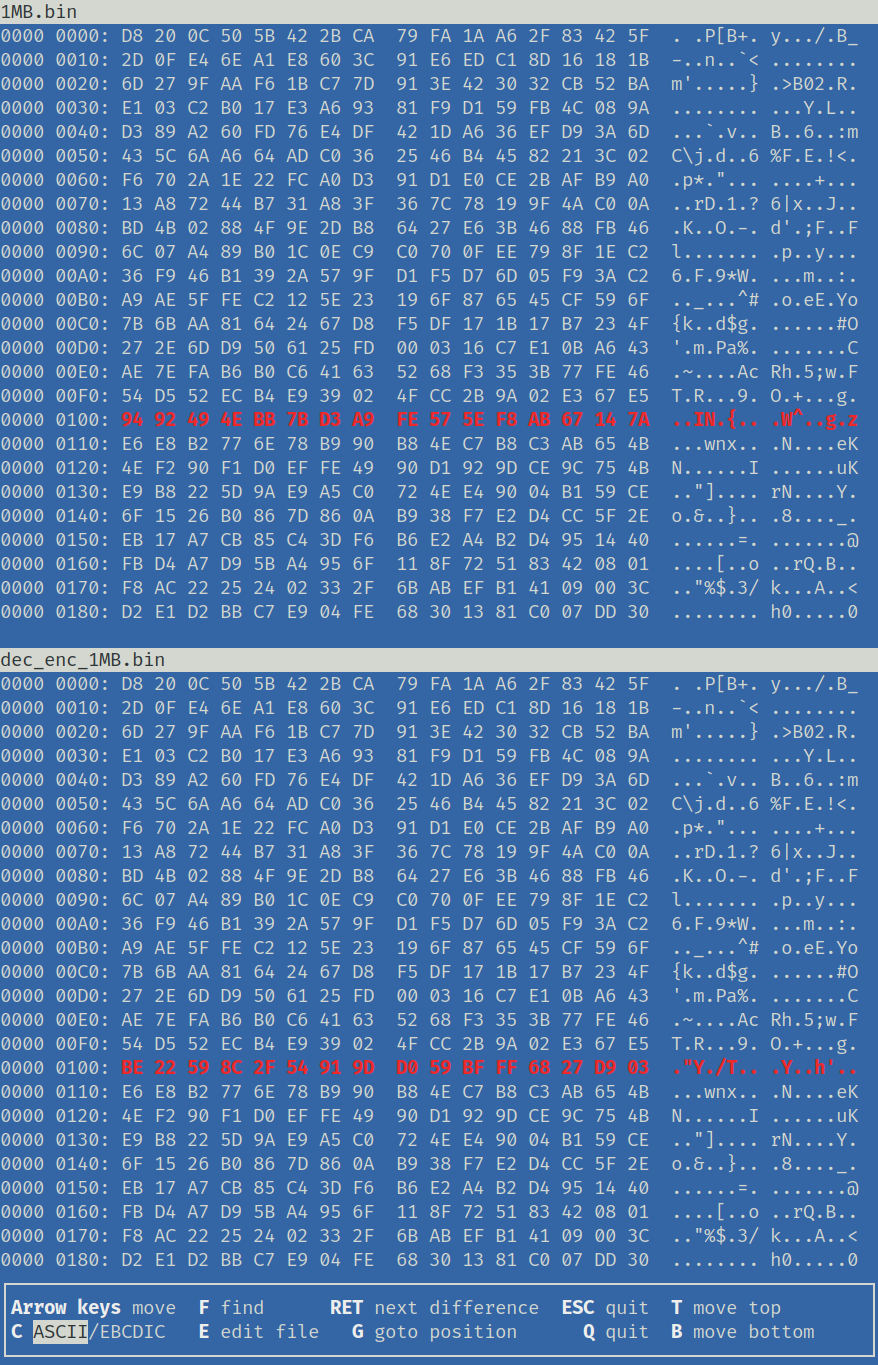 1MB.bin
0000 0000: D8 20 0C 50 5B 42 2B CA 79 FA 1A A6 2F 83 42 5F . .P[B+. y.../.B_
0000 0010: 2D 0F E4 6E A1 E8 60 3C 91 E6 ED C1 8D 16 18 1B -..n..`< ........
0000 0020: 6D 27 9F AA F6 1B C7 7D 91 3E 42 30 32 CB 52 BA m'.....} .>B02.R.
0000 0030: E1 03 C2 B0 17 E3 A6 93 81 F9 D1 59 FB 4C 08 9A ........ ...Y.L..
0000 0040: D3 89 A2 60 FD 76 E4 DF 42 1D A6 36 EF D9 3A 6D ...`.v.. B..6..:m
0000 0050: 43 5C 6A A6 64 AD C0 36 25 46 B4 45 82 21 3C 02 C\j.d..6 %F.E.!<.
0000 0060: F6 70 2A 1E 22 FC A0 D3 91 D1 E0 CE 2B AF B9 A0 .p*."... ....+...
0000 0070: 13 A8 72 44 B7 31 A8 3F 36 7C 78 19 9F 4A C0 0A ..rD.1.? 6|x..J..
0000 0080: BD 4B 02 88 4F 9E 2D B8 64 27 E6 3B 46 88 FB 46 .K..O.-. d'.;F..F
0000 0090: 6C 07 A4 89 B0 1C 0E C9 C0 70 0F EE 79 8F 1E C2 l....... .p..y...
0000 00A0: 36 F9 46 B1 39 2A 57 9F D1 F5 D7 6D 05 F9 3A C2 6.F.9*W. ...m..:.
0000 00B0: A9 AE 5F FE C2 12 5E 23 19 6F 87 65 45 CF 59 6F .._...^# .o.eE.Yo
0000 00C0: 7B 6B AA 81 64 24 67 D8 F5 DF 17 1B 17 B7 23 4F {k..d$g. ......#O
0000 00D0: 27 2E 6D D9 50 61 25 FD 00 03 16 C7 E1 0B A6 43 '.m.Pa%. .......C
0000 00E0: AE 7E FA B6 B0 C6 41 63 52 68 F3 35 3B 77 FE 46 .~....Ac Rh.5;w.F
0000 00F0: 54 D5 52 EC B4 E9 39 02 4F CC 2B 9A 02 E3 67 E5 T.R...9. O.+...g.
0000 0100: 94 92 49 4E BB 7B D3 A9 FE 57 5E F8 AB 67 14 7A ..IN.{.. .W^..g.z
0000 0110: E6 E8 B2 77 6E 78 B9 90 B8 4E C7 B8 C3 AB 65 4B ...wnx.. .N....eK
0000 0120: 4E F2 90 F1 D0 EF FE 49 90 D1 92 9D CE 9C 75 4B N......I ......uK
0000 0130: E9 B8 22 5D 9A E9 A5 C0 72 4E E4 90 04 B1 59 CE .."].... rN....Y.
0000 0140: 6F 15 26 B0 86 7D 86 0A B9 38 F7 E2 D4 CC 5F 2E o.&..}.. .8...._.
0000 0150: EB 17 A7 CB 85 C4 3D F6 B6 E2 A4 B2 D4 95 14 40 ......=. .......@
0000 0160: FB D4 A7 D9 5B A4 95 6F 11 8F 72 51 83 42 08 01 ....[..o ..rQ.B..
0000 0170: F8 AC 22 25 24 02 33 2F 6B AB EF B1 41 09 00 3C .."%$.3/ k...A..<
0000 0180: D2 E1 D2 BB C7 E9 04 FE 68 30 13 81 C0 07 DD 30 ........ h0.....0
dec_enc_1MB.bin
0000 0000: D8 20 0C 50 5B 42 2B CA 79 FA 1A A6 2F 83 42 5F . .P[B+. y.../.B_
0000 0010: 2D 0F E4 6E A1 E8 60 3C 91 E6 ED C1 8D 16 18 1B -..n..`< ........
0000 0020: 6D 27 9F AA F6 1B C7 7D 91 3E 42 30 32 CB 52 BA m'.....} .>B02.R.
0000 0030: E1 03 C2 B0 17 E3 A6 93 81 F9 D1 59 FB 4C 08 9A ........ ...Y.L..
0000 0040: D3 89 A2 60 FD 76 E4 DF 42 1D A6 36 EF D9 3A 6D ...`.v.. B..6..:m
0000 0050: 43 5C 6A A6 64 AD C0 36 25 46 B4 45 82 21 3C 02 C\j.d..6 %F.E.!<.
0000 0060: F6 70 2A 1E 22 FC A0 D3 91 D1 E0 CE 2B AF B9 A0 .p*."... ....+...
0000 0070: 13 A8 72 44 B7 31 A8 3F 36 7C 78 19 9F 4A C0 0A ..rD.1.? 6|x..J..
0000 0080: BD 4B 02 88 4F 9E 2D B8 64 27 E6 3B 46 88 FB 46 .K..O.-. d'.;F..F
0000 0090: 6C 07 A4 89 B0 1C 0E C9 C0 70 0F EE 79 8F 1E C2 l....... .p..y...
0000 00A0: 36 F9 46 B1 39 2A 57 9F D1 F5 D7 6D 05 F9 3A C2 6.F.9*W. ...m..:.
0000 00B0: A9 AE 5F FE C2 12 5E 23 19 6F 87 65 45 CF 59 6F .._...^# .o.eE.Yo
0000 00C0: 7B 6B AA 81 64 24 67 D8 F5 DF 17 1B 17 B7 23 4F {k..d$g. ......#O
0000 00D0: 27 2E 6D D9 50 61 25 FD 00 03 16 C7 E1 0B A6 43 '.m.Pa%. .......C
0000 00E0: AE 7E FA B6 B0 C6 41 63 52 68 F3 35 3B 77 FE 46 .~....Ac Rh.5;w.F
0000 00F0: 54 D5 52 EC B4 E9 39 02 4F CC 2B 9A 02 E3 67 E5 T.R...9. O.+...g.
0000 0100: BE 22 59 8C 2F 54 91 9D D0 59 BF FF 68 27 D9 03 ."Y./T.. .Y..h'..
0000 0110: E6 E8 B2 77 6E 78 B9 90 B8 4E C7 B8 C3 AB 65 4B ...wnx.. .N....eK
0000 0120: 4E F2 90 F1 D0 EF FE 49 90 D1 92 9D CE 9C 75 4B N......I ......uK
0000 0130: E9 B8 22 5D 9A E9 A5 C0 72 4E E4 90 04 B1 59 CE .."].... rN....Y.
0000 0140: 6F 15 26 B0 86 7D 86 0A B9 38 F7 E2 D4 CC 5F 2E o.&..}.. .8...._.
0000 0150: EB 17 A7 CB 85 C4 3D F6 B6 E2 A4 B2 D4 95 14 40 ......=. .......@
0000 0160: FB D4 A7 D9 5B A4 95 6F 11 8F 72 51 83 42 08 01 ....[..o ..rQ.B..
0000 0170: F8 AC 22 25 24 02 33 2F 6B AB EF B1 41 09 00 3C .."%$.3/ k...A..<
0000 0180: D2 E1 D2 BB C7 E9 04 FE 68 30 13 81 C0 07 DD 30 ........ h0.....0
Arrow keys move F find RET next difference ESC quit T move top
C ASCII/EBCDIC E edit file G goto position Q quit B move bottom